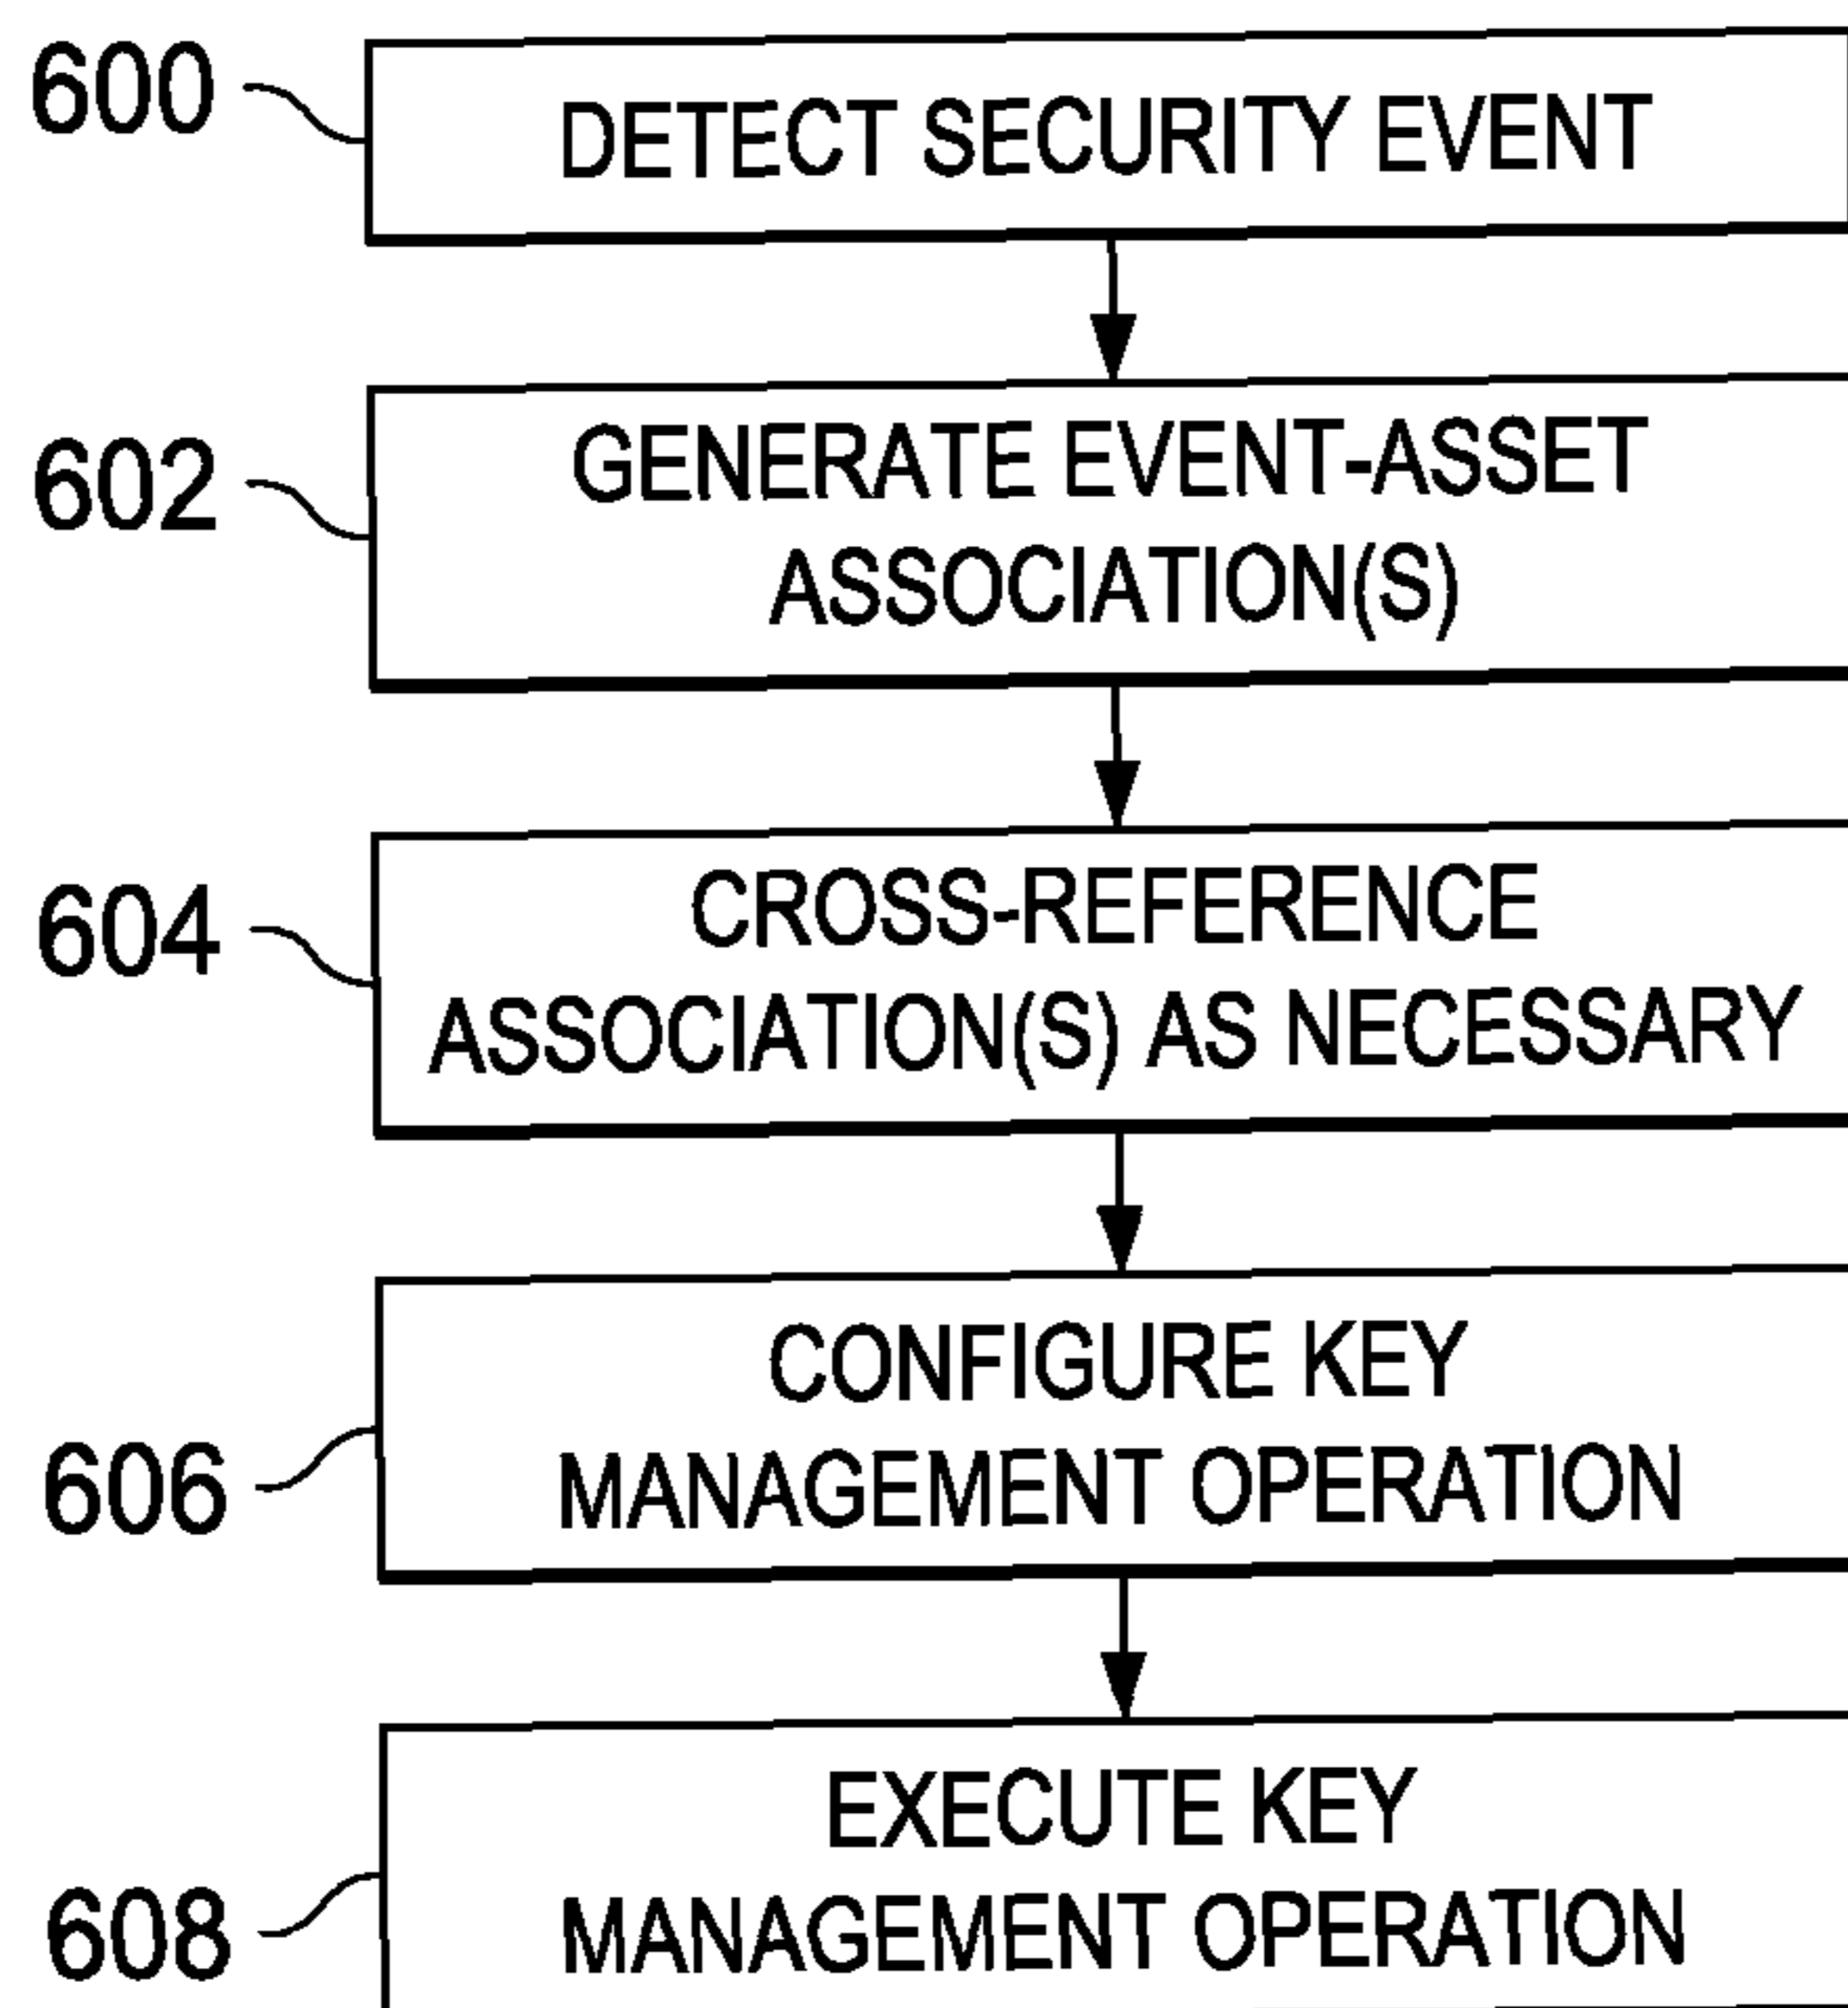 600
DETECT SECURITY EVENT
602
GENERATE EVENT-ASSET
ASSOCIATION(S)
604
CROSS-REFERENCE
ASSOCIATION(S) AS NECESSARY
606
CONFIGURE KEY
MANAGEMENT OPERATION
608
EXECUTE KEY
MANAGEMENT OPERATION